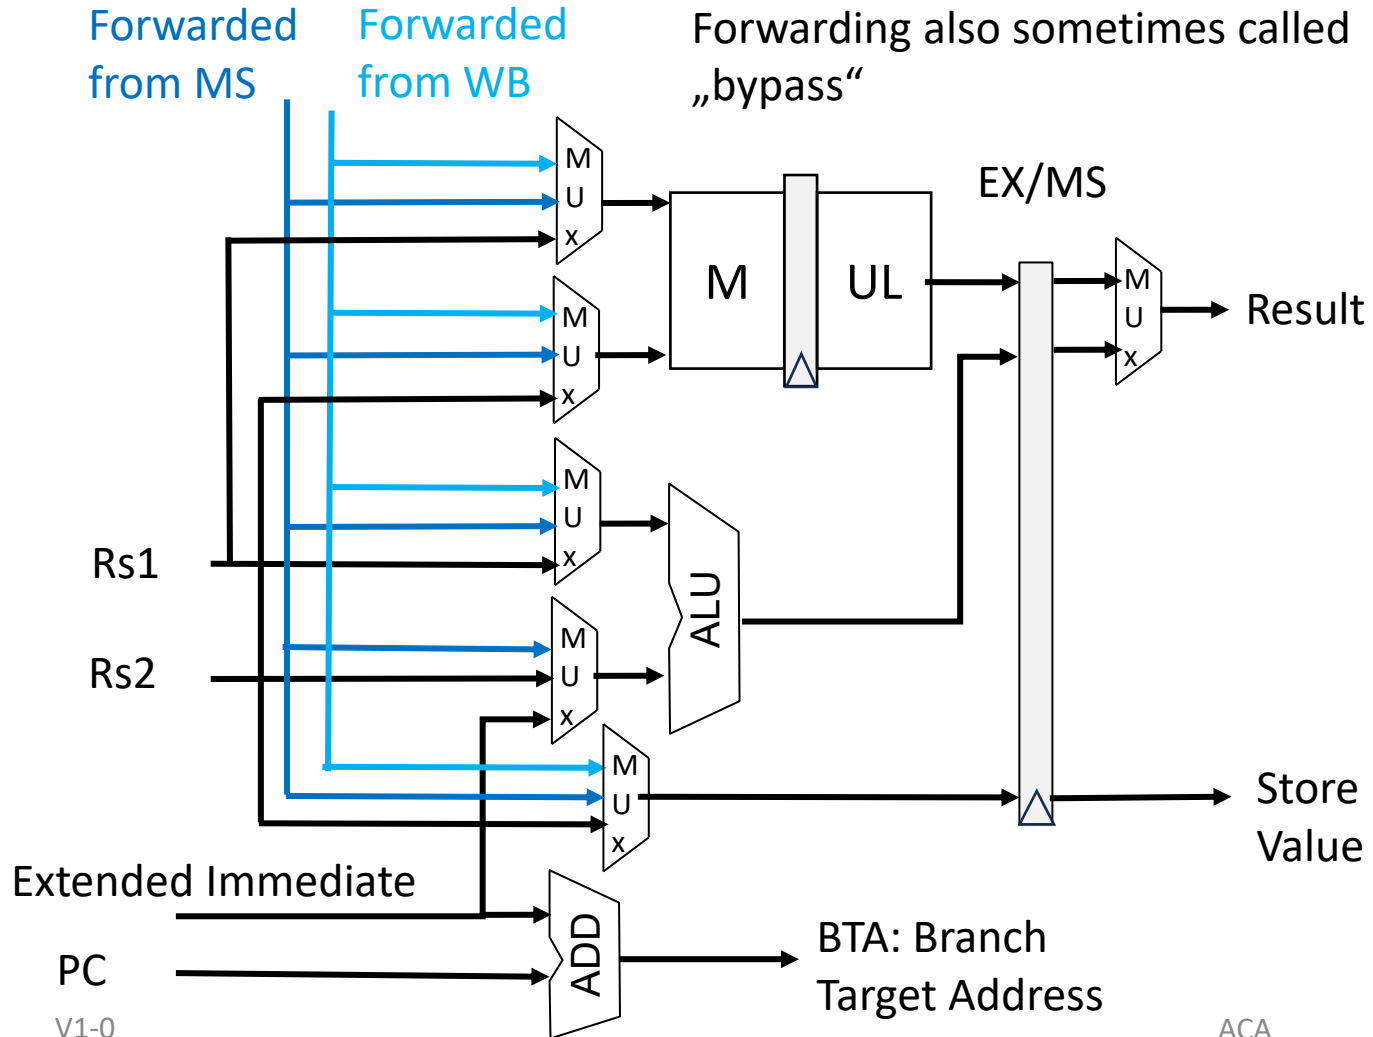 Forwarded
from MS
Forwarded
from WB
Forwarding also sometimes called
„bypass“
M
U
x
EX/MS
M
UL
M
U
x
Result
M
U
x
M
U
x
Rs1
ALU
M
U
x
Rs2
M
U
x
Store
Value
Extended Immediate
ADD
PC
BTA: Branch
Target Address
V1-0
ACA